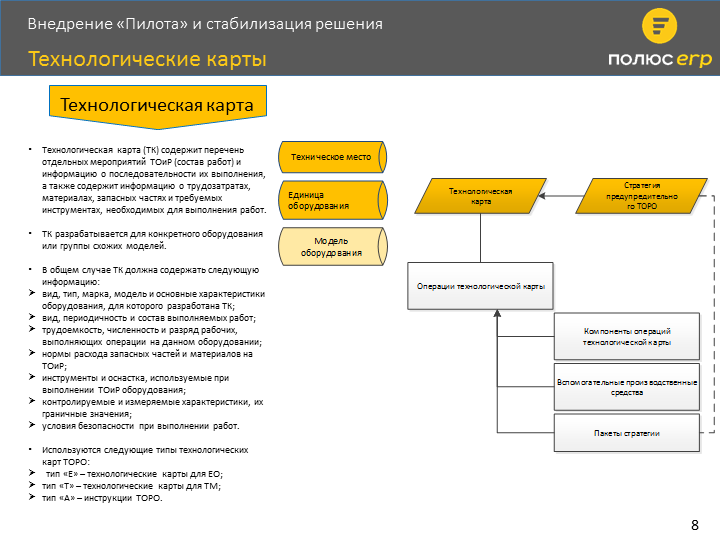 Внедрение «Пилота» и стабилизация решения
Технологические карты
ПОЛЮС erp
Технологическая карта
• Технологическая карта (ТК) содержит перечень
отдельных мероприятий ТОиР (состав работ) и
информацию о последовательности их выполнения,
а также содержит информацию о трудозатратах,
материалах, запасных частях и требуемых
инструментах, необходимых для выполнения работ.
• ТК разрабатывается для конкретного оборудования
или группы схожих моделей.
• В общем случае ТК должна содержать следующую
информацию:
➢ вид, тип, марка, модель и основные характеристики
оборудования, для которого разработана ТК;
➢ вид, периодичность и состав выполняемых работ;
➢ трудоемкость, численность и разряд рабочих,
выполняющих операции на данном оборудовании;
➢ нормы расхода запасных частей и материалов на
ТОиР;
➢ инструменты и оснастка, используемые при
выполнении ТОиР оборудования;
➢ контролируемые и измеряемые характеристики, их
граничные значения;
➢ условия безопасности при выполнении работ.
• Используются следующие типы технологических
карт ТОРО:
➢ тип «Е» – технологические карты для ЕО;
➢ тип «Т» – технологические карты для ТМ;
➢ тип «А» – инструкции ТОРО.
Техническое место
Единица
оборудования
Модель
оборудования
Технологическая
карта
Стратегия
предупредительно
го ТОРО
Операции технологической карты
Компоненты операций
технологической карты
Вспомогательные производственные
средства
Пакеты стратегии
8